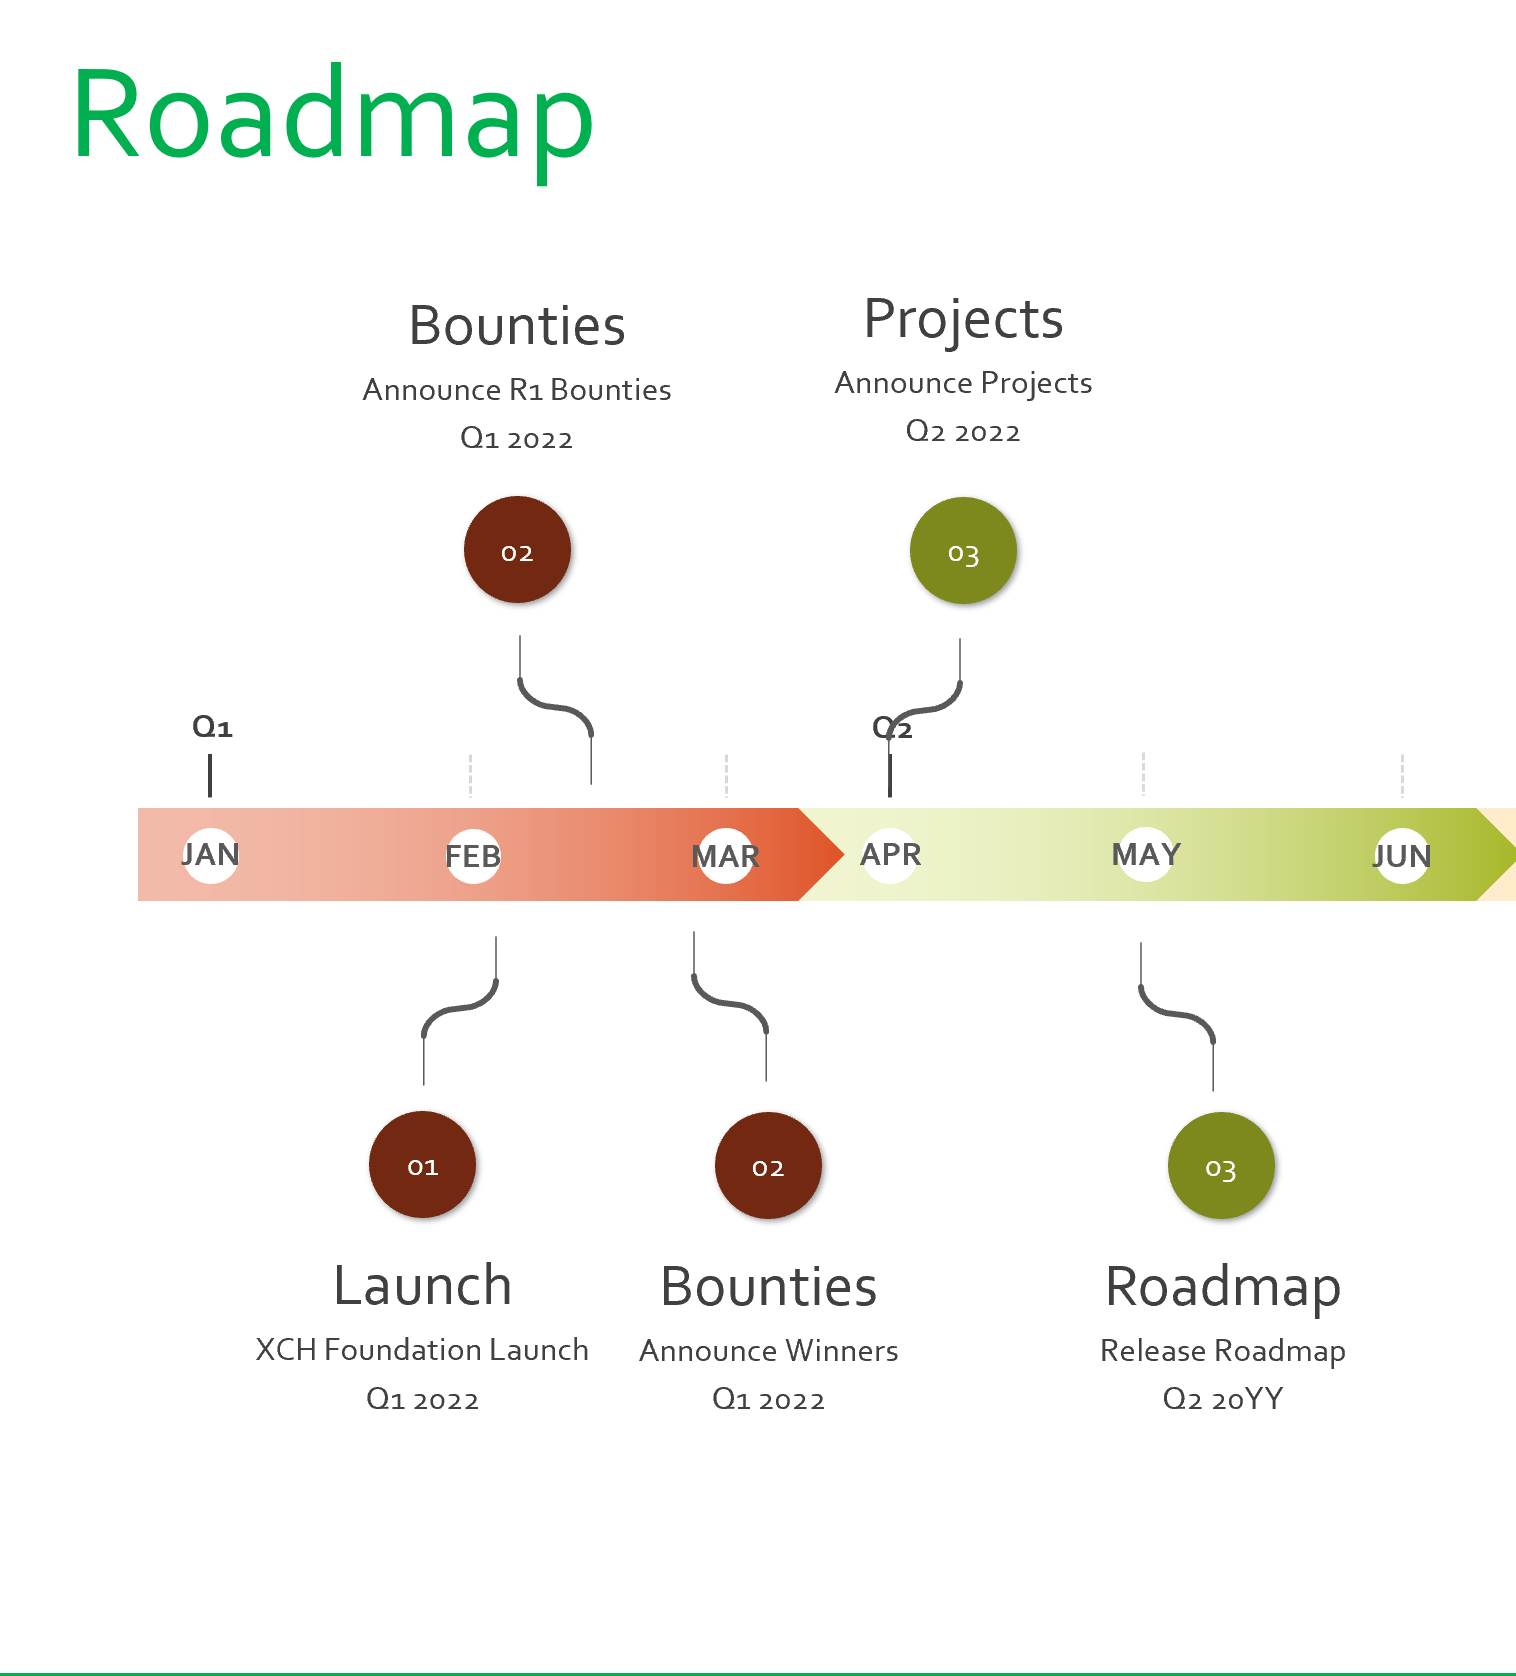 Roadmap
Bounties
Announce R1 Bounties
Q1 2022
Projects
Announce Projects
Q2 2022
02
03
Q1
Q2
JAN
FEB
MAR
APR
MAY
JUN
01
02
03
Launch
XCH Foundation Launch
Q1 2022
Bounties
Announce Winners
Q1 2022
Roadmap
Release Roadmap
Q2 20YY